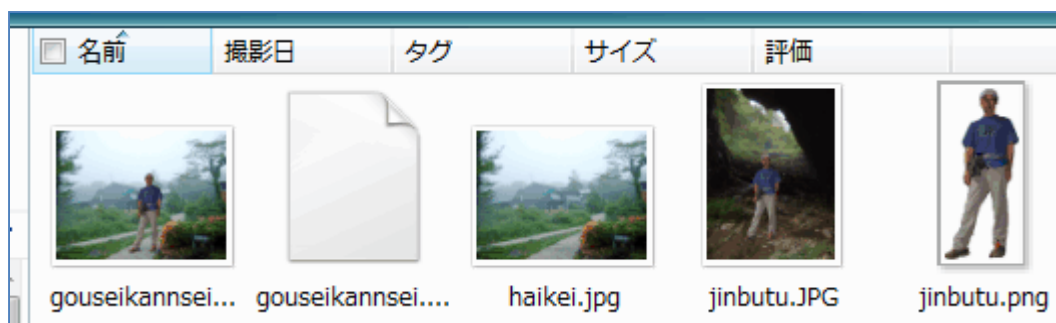 名前 撮影日 タグ サイズ 評価
gouseikannsei... gouseikannsei.... haikei.jpg jinbutu.JPG jinbutu.png